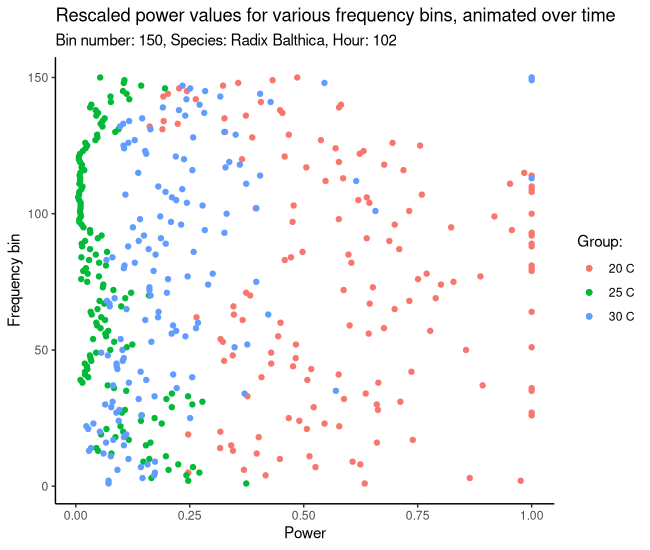 Rescaled power values for various frequency bins, animated over time
Bin number: 150, Species: Radix Balthica, Hour: 102
150
100
50
0
Frequency bin
0.00 0.25 0.50 0.75 1.00
Power
Group:
20 C
25 C
30 C